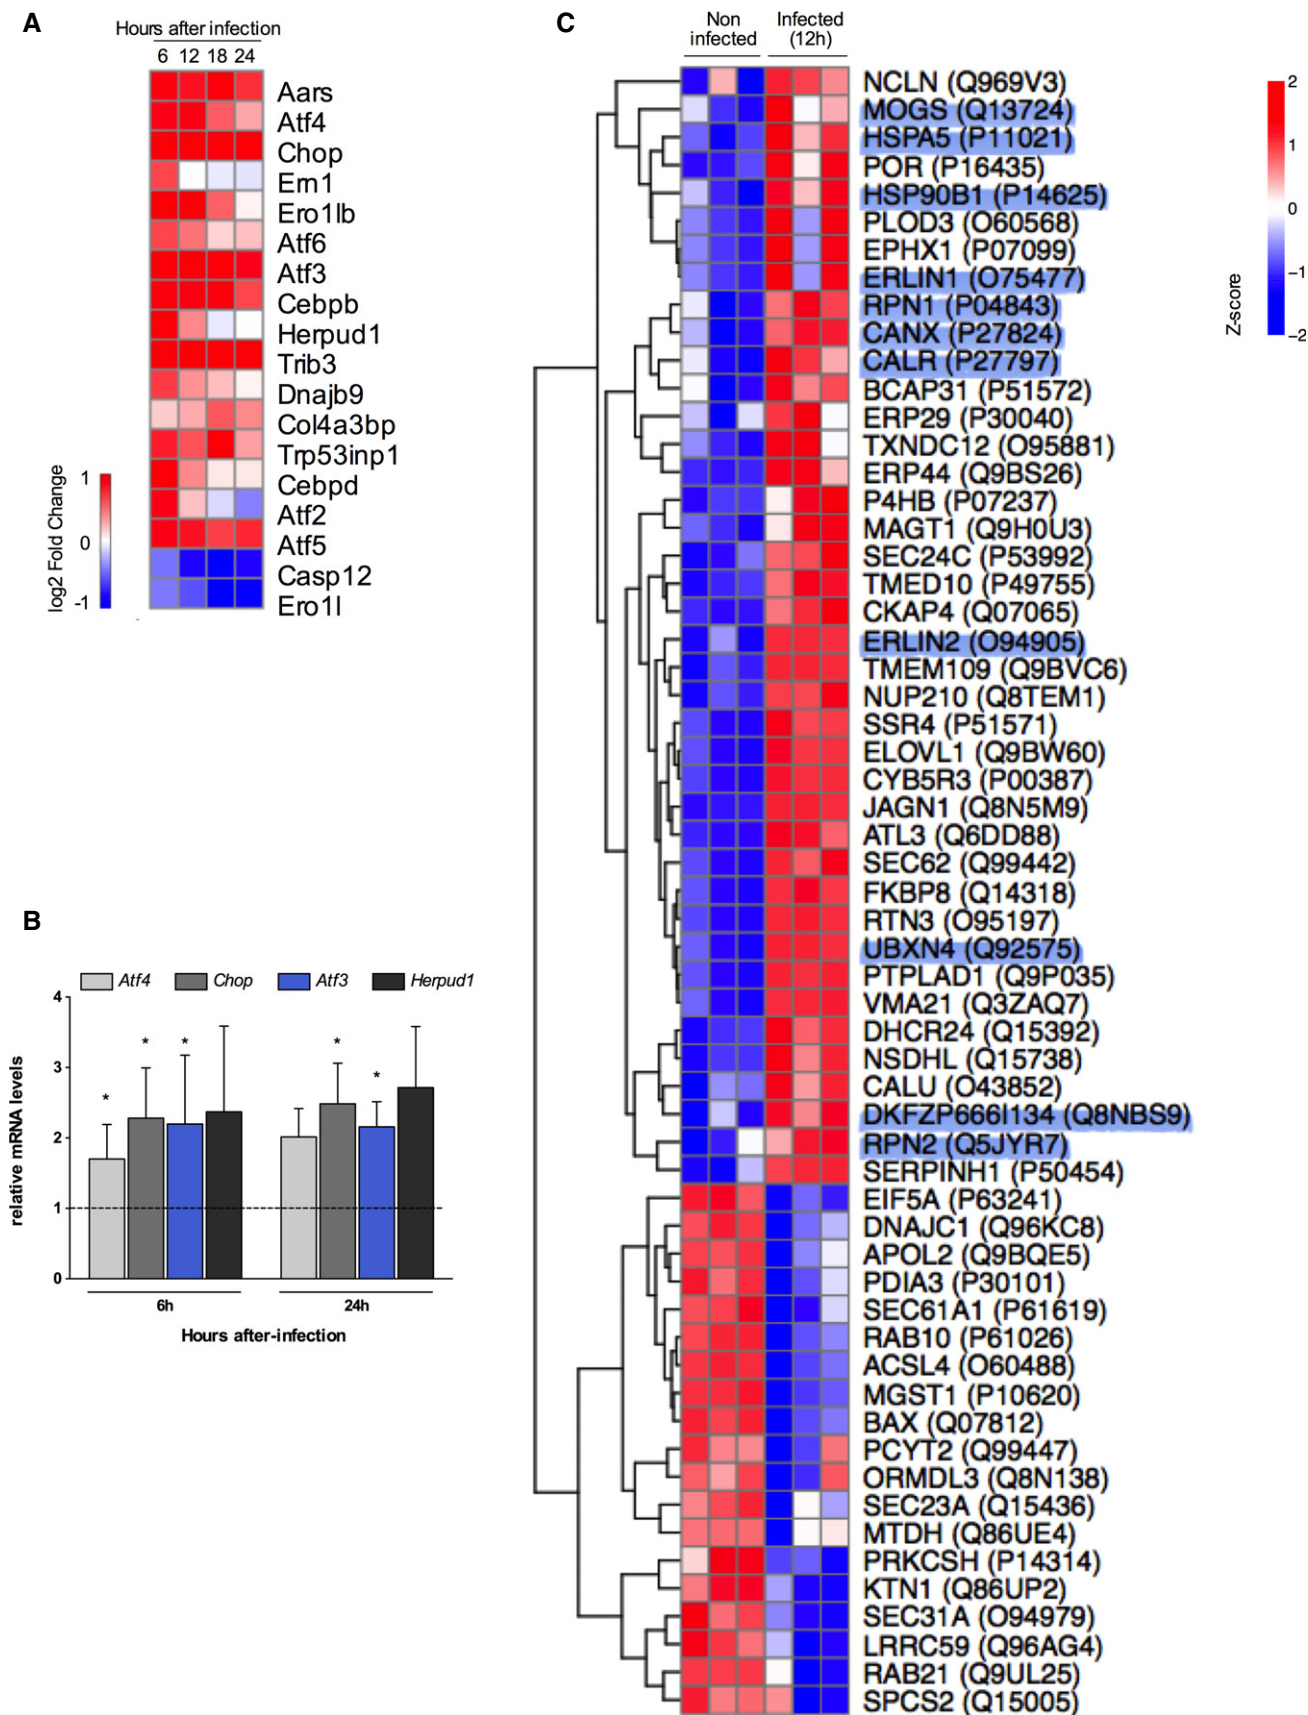 A
Hours after infection
6 12 18 24
Aars
Atf4
Chop
Ern1
Ero1lb
Atf6
Atf3
Cebpb
Herpud1
Trib3
Dnajb9
Col4a3bp
Trp53inp1
Cebpd
Atf2
Atf5
Casp12
Ero1l
log2 Fold Change
1
0
-1
B
Atf4 Chop Atf3 Herpud1
relative mRNA levels
4
3
2
1
0
* * * * *
6h 24h
Hours after-infection
C
Non infected
Infected (12h)
NCLN (Q969V3)
MOGS (Q13724)
HSPA5 (P11021)
POR (P16435)
HSP90B1 (P14625)
PLOD3 (O60568)
EPHX1 (P07099)
ERLIN1 (O75477)
RPN1 (P04843)
CANX (P27824)
CALR (P27797)
BCAP31 (P51572)
ERP29 (P30040)
TXNDC12 (O95881)
ERP44 (Q9BS26)
P4HB (P07237)
MAGT1 (Q9H0U3)
SEC24C (P53992)
TMED10 (P49755)
CKAP4 (Q07065)
ERLIN2 (O94905)
TMEM109 (Q9BVC6)
NUP210 (Q8TEM1)
SSR4 (P51571)
ELOVL1 (Q9BW60)
CYB5R3 (P00387)
JAGN1 (Q8N5M9)
ATL3 (Q6DD88)
SEC62 (Q99442)
FKBP8 (Q14318)
RTN3 (O95197)
UBXN4 (Q92575)
PTPLAD1 (Q9P035)
VMA21 (Q3ZAQ7)
DHCR24 (Q15392)
NSDHL (Q15738)
CALU (O43852)
DKFZP666I134 (Q8NBS9)
RPN2 (Q5JYR7)
SERPINH1 (P50454)
EIF5A (P63241)
DNAJC1 (Q96KC8)
APOL2 (Q9BQE5)
PDIA3 (P30101)
SEC61A1 (P61619)
RAB10 (P61026)
ACSL4 (O60488)
MGST1 (P10620)
BAX (Q07812)
PCYT2 (Q99447)
ORMDL3 (Q8N138)
SEC23A (Q15436)
MTDH (Q86UE4)
PRKCSH (P14314)
KTN1 (Q86UP2)
SEC31A (O94979)
LRRC59 (Q96AG4)
RAB21 (Q9UL25)
SPCS2 (Q15005)
Z-score
2
1
0
−1
−2